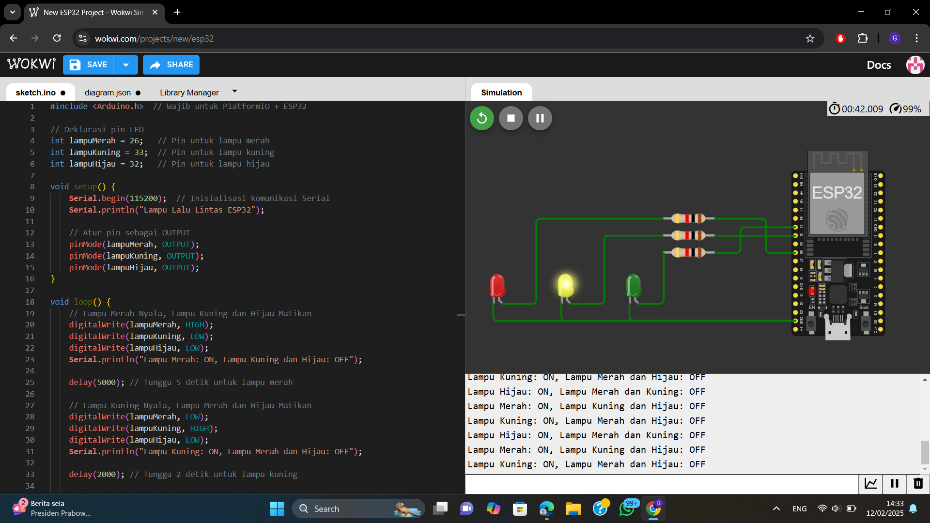 New ESP32 Project - Wokwi Sim
wokwi.com/projects/new/esp32
G
WOKWI
SAVE
SHARE
Docs
sketch.ino
diagram.json
Library Manager
Simulation
00:42.009
99%
1 #include <Arduino.h>  // Wajib untuk PlatformIO + ESP32
2
3 // Deklarasi pin LED
4 int lampuMerah = 26;   // Pin untuk lampu merah
5 int lampuKuning = 33;  // Pin untuk lampu kuning
6 int lampuHijau = 32;   // Pin untuk lampu hijau
7
8 void setup() {
9 Serial.begin(115200);  // Inisialisasi komunikasi Serial
10 Serial.println("Lampu Lalu Lintas ESP32");
11
12 // Atur pin sebagai OUTPUT
13 pinMode(lampuMerah, OUTPUT);
14 pinMode(lampuKuning, OUTPUT);
15 pinMode(lampuHijau, OUTPUT);
16 }
17
18 void loop() {
19 // Lampu Merah Nyala, Lampu Kuning dan Hijau Matikan
20 digitalWrite(lampuMerah, HIGH);
21 digitalWrite(lampuKuning, LOW);
22 digitalWrite(lampuHijau, LOW);
23 Serial.println("Lampu Merah: ON, Lampu Kuning dan Hijau: OFF");
24
25 delay(5000); // Tunggu 5 detik untuk lampu merah
26
27 // Lampu Kuning Nyala, Lampu Merah dan Hijau Matikan
28 digitalWrite(lampuMerah, LOW);
29 digitalWrite(lampuKuning, HIGH);
30 digitalWrite(lampuHijau, LOW);
31 Serial.println("Lampu Kuning: ON, Lampu Merah dan Hijau: OFF");
32
33 delay(2000); // Tunggu 2 detik untuk lampu kuning
34
ESP32
EN
Boot
Lampu Kuning: ON, Lampu Merah dan Hijau: OFF
Lampu Hijau: ON, Lampu Merah dan Kuning: OFF
Lampu Merah: ON, Lampu Kuning dan Hijau: OFF
Lampu Kuning: ON, Lampu Merah dan Hijau: OFF
Lampu Hijau: ON, Lampu Merah dan Kuning: OFF
Lampu Merah: ON, Lampu Kuning dan Hijau: OFF
Lampu Kuning: ON, Lampu Merah dan Hijau: OFF
2
Berita sela
Presiden Prabow...
Search
99+
G
ENG
14:33
12/02/2025